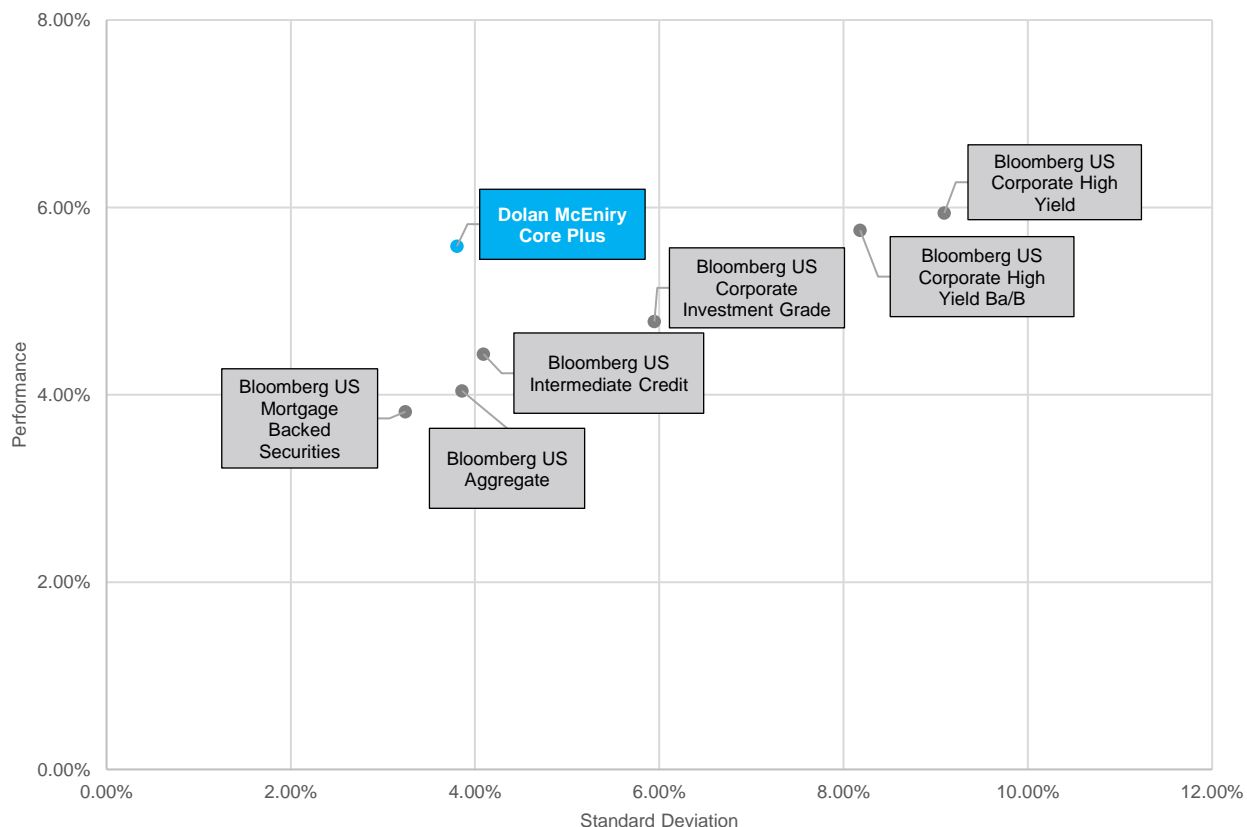 8.00%
6.00%
4.00%
2.00%
0.00%
Performance
Bloomberg US
Corporate High
Yield
Dolan McEniry
Core Plus
Bloomberg US
Corporate High
Yield Ba/B
Bloomberg US
Corporate
Investment Grade
Bloomberg US
Intermediate Credit
Bloomberg US
Mortgage
Backed
Securities
Bloomberg US
Aggregate
0.00%
2.00%
4.00%
6.00%
8.00%
10.00%
12.00%
Standard Deviation